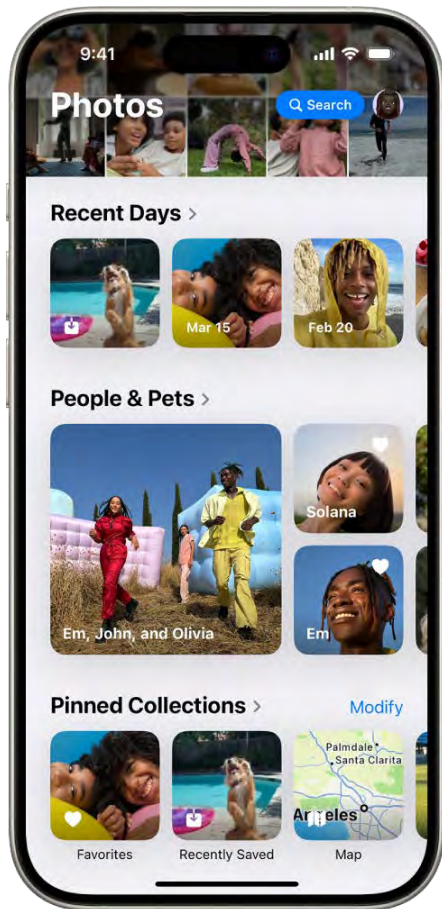 9:41
Photos
Search
Recent Days >
Mar 15
Feb 20
People & Pets >
Solana
Em, John, and Olivia
Em
Pinned Collections >
Modify
Palmdale
Santa Clarita
Angeles
Favorites
Recently Saved
Map